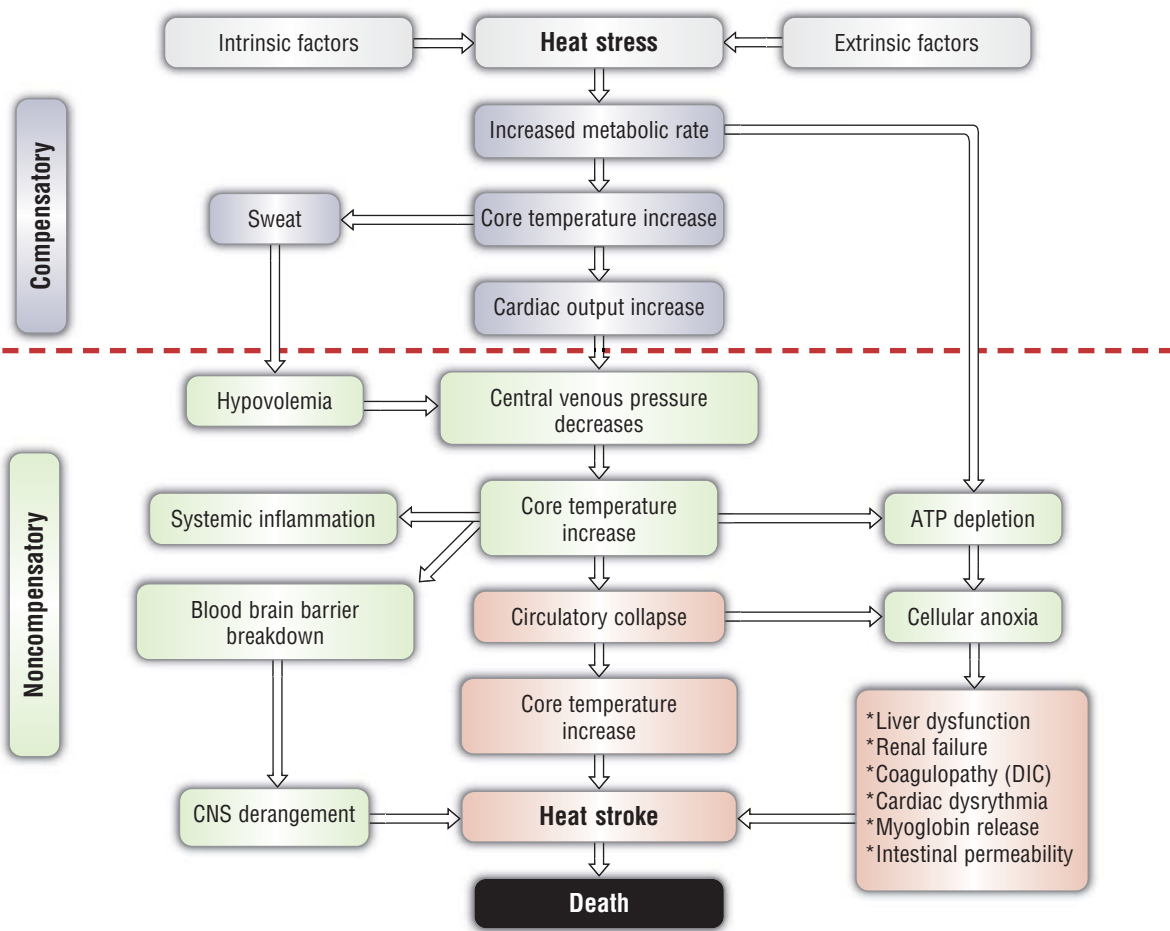 Intrinsic factors
Heat stress
Extrinsic factors
Compensatory
Increased metabolic rate
Sweat
Core temperature increase
Cardiac output increase
Noncompensatory
Hypovolemia
Central venous pressure
decreases
Systemic inflammation
Core temperature
increase
ATP depletion
Blood brain barrier
breakdown
Circulatory collapse
Cellular anoxia
Core temperature
increase
*Liver dysfunction
*Renal failure
*Coagulopathy (DIC)
*Cardiac dysrythmia
*Myoglobin release
*Intestinal permeability
CNS derangement
Heat stroke
Death